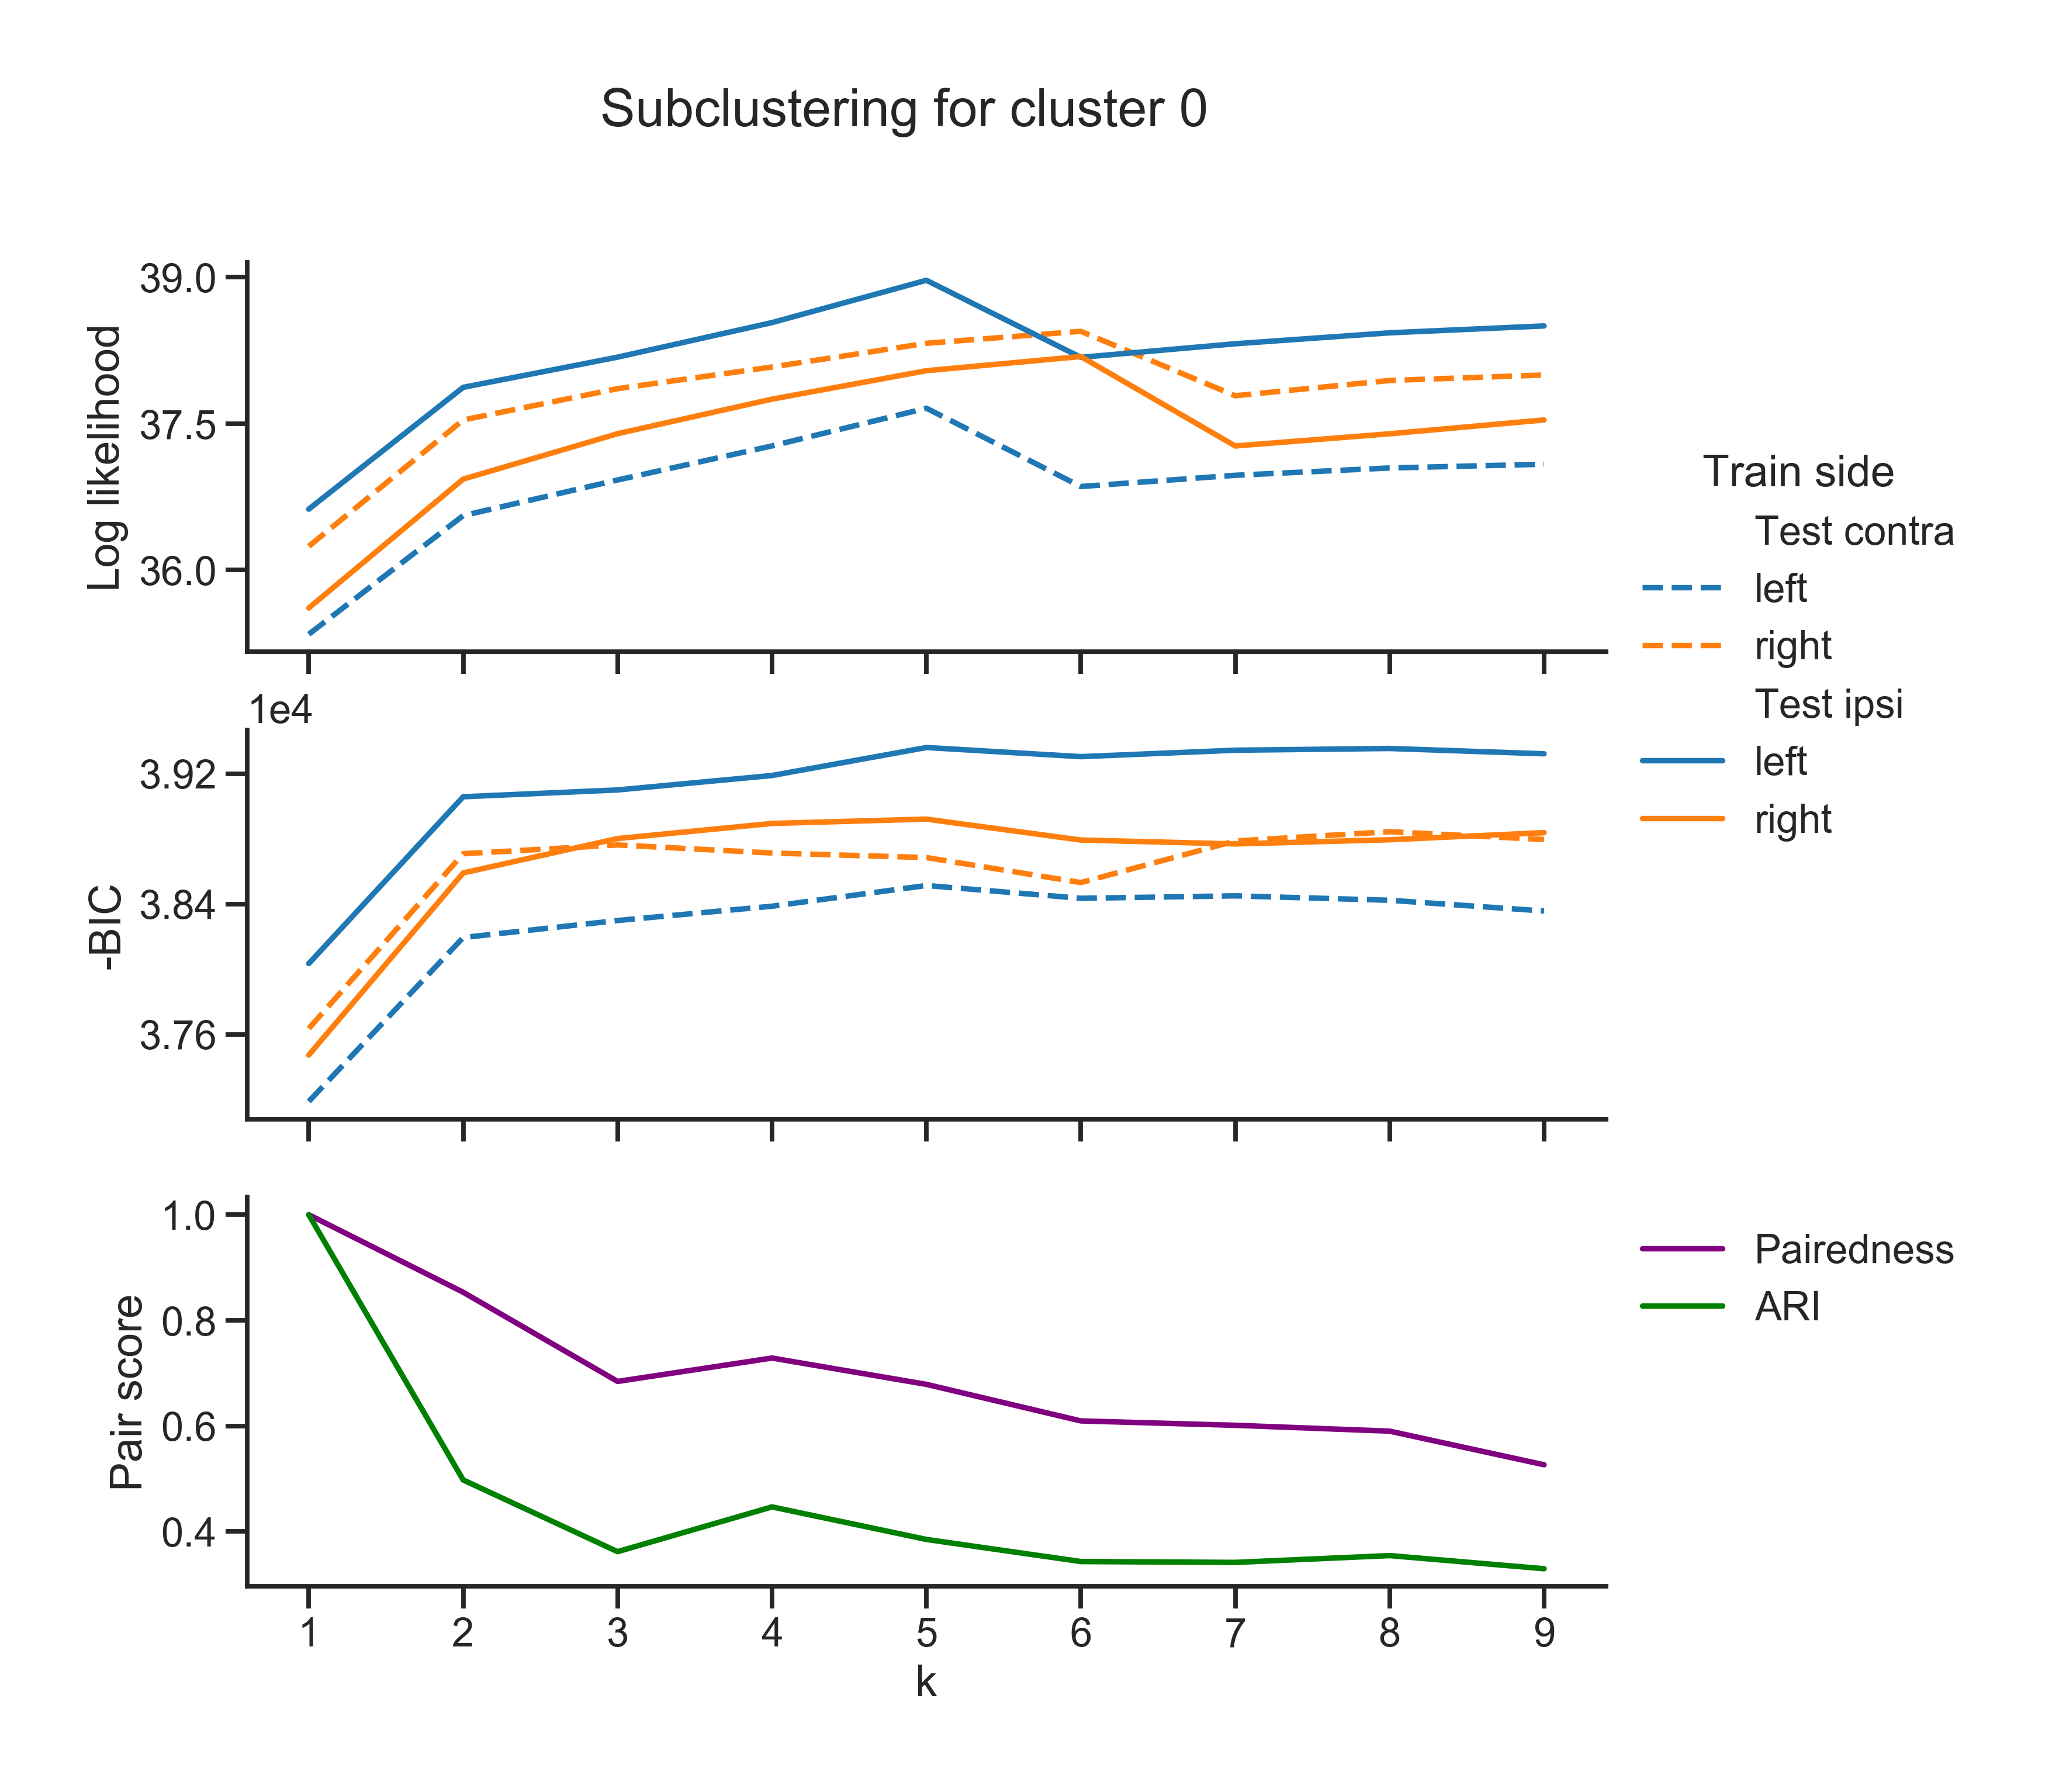 Subclustering for cluster 0
39.0
37.5
36.0
Log likelihood
Train side
Test contra
left
right
Test ipsi
left
right
1e4
3.92
3.84
3.76
-BIC
1.0
0.8
0.6
0.4
Pair score
Pairedness
ARI
1 2 3 4 5 6 7 8 9
k